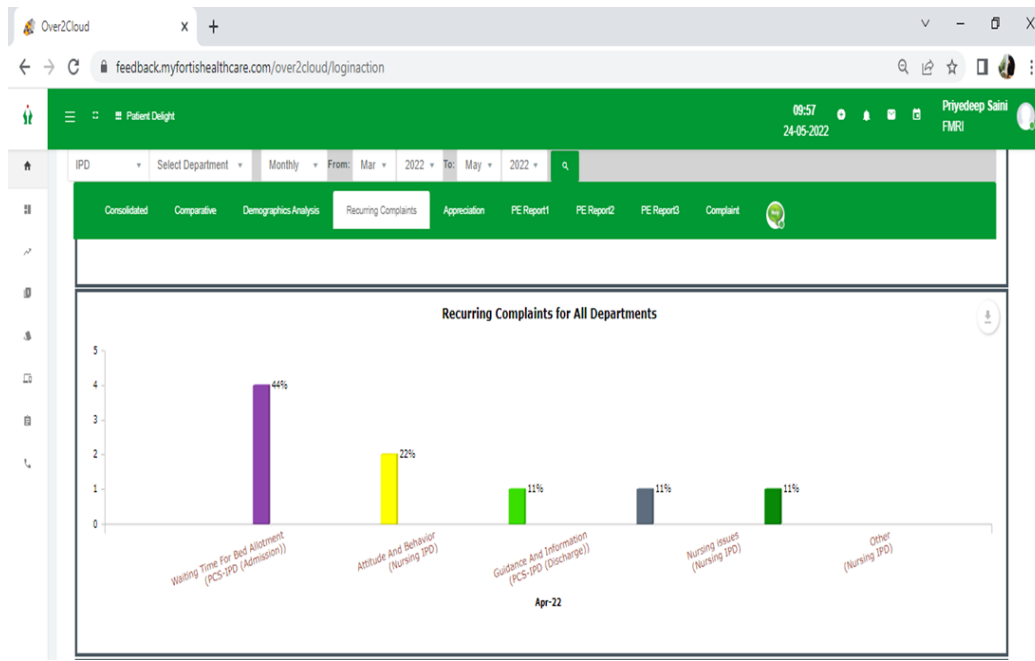 Over2Cloud
feedback.myfortishealthcare.com/over2cloud/loginaction
Patient Delight
09:57
24-05-2022
Priyedeep Saini
FMRI
IPD Select Department Monthly From: Mar 2022 To: May 2022
Consolidated Comparative Demographics Analysis Recurring Complaints Appreciation PE Report1 PE Report2 PE Report3 Complaint
Recurring Complaints for All Departments
5
4
3
2
1
0
44%
22%
11%
11%
11%
Waiting Time For Bed Allotment
(PCS-IPD (Admission))
Attitude And Behavior
(Nursing IPD)
Guidance And Information
(PCS-IPD (Discharge))
Nursing issues
(Nursing IPD)
Other
(Nursing IPD)
Apr-22